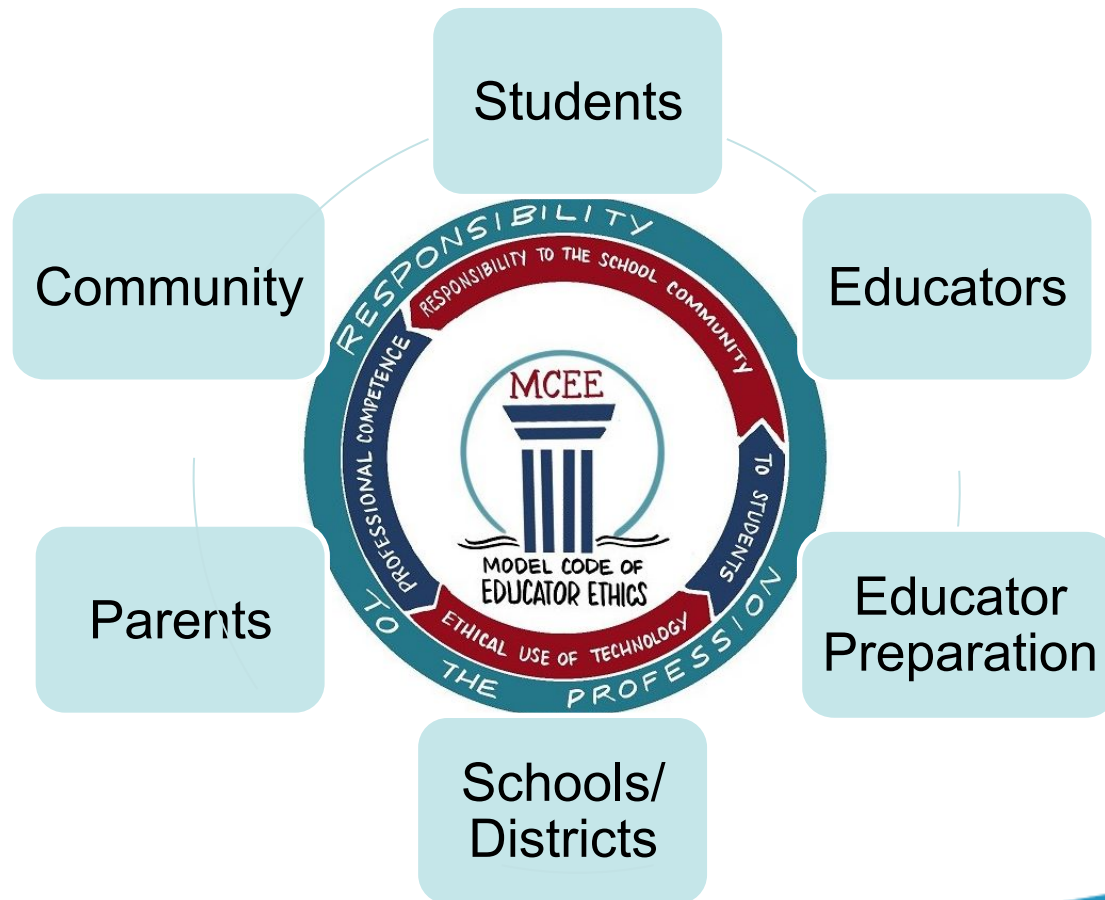 Students
Community
Educators
RESPONSIBILITY
TO THE PROFESSION
RESPONSIBILITY TO THE SCHOOL COMMUNITY
PROFESSIONAL COMPETENCE
TO STUDENTS
ETHICAL USE OF TECHNOLOGY
MCEE
MODEL CODE OF
EDUCATOR ETHICS
Parents
Educator
Preparation
Schools/
Districts